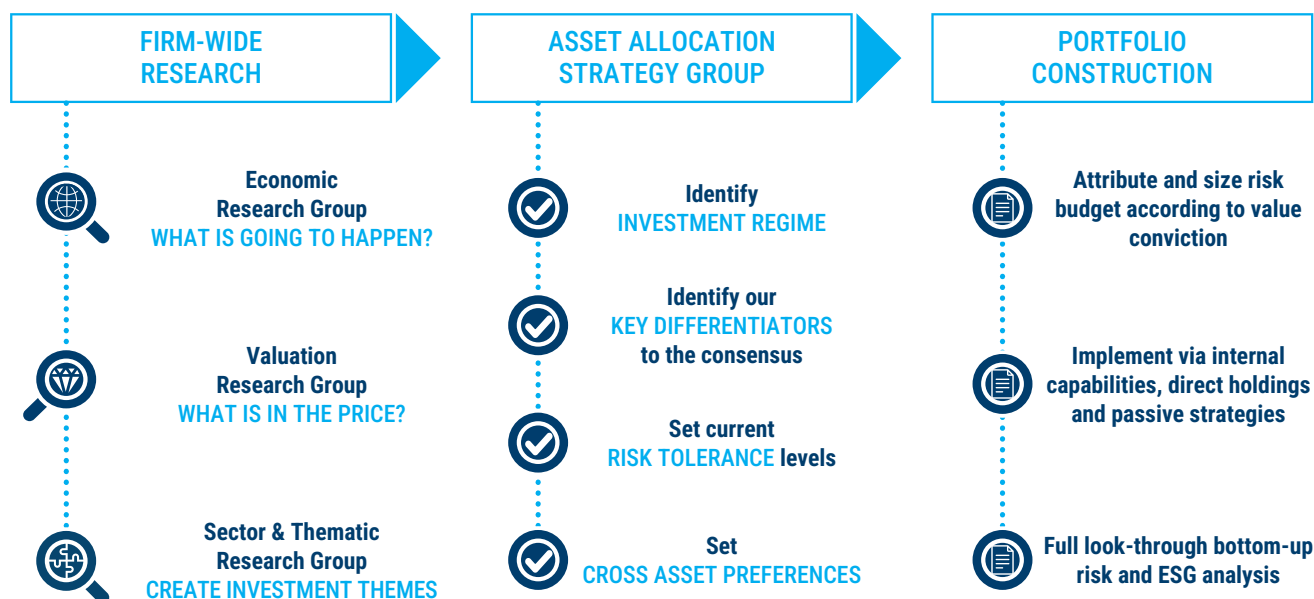 FIRM-WIDE
RESEARCH
Economic
Research Group
WHAT IS GOING TO HAPPEN?
Valuation
Research Group
WHAT IS IN THE PRICE?
Sector & Thematic
Research Group
CREATE INVESTMENT THEMES
ASSET ALLOCATION
STRATEGY GROUP
Identify
INVESTMENT REGIME
Identify our
KEY DIFFERENTIATORS
to the consensus
Set current
RISK TOLERANCE levels
Set
CROSS ASSET PREFERENCES
PORTFOLIO
CONSTRUCTION
Attribute and size risk
budget according to value
conviction
Implement via internal
capabilities, direct holdings
and passive strategies
Full look-through bottom-up
risk and ESG analysis